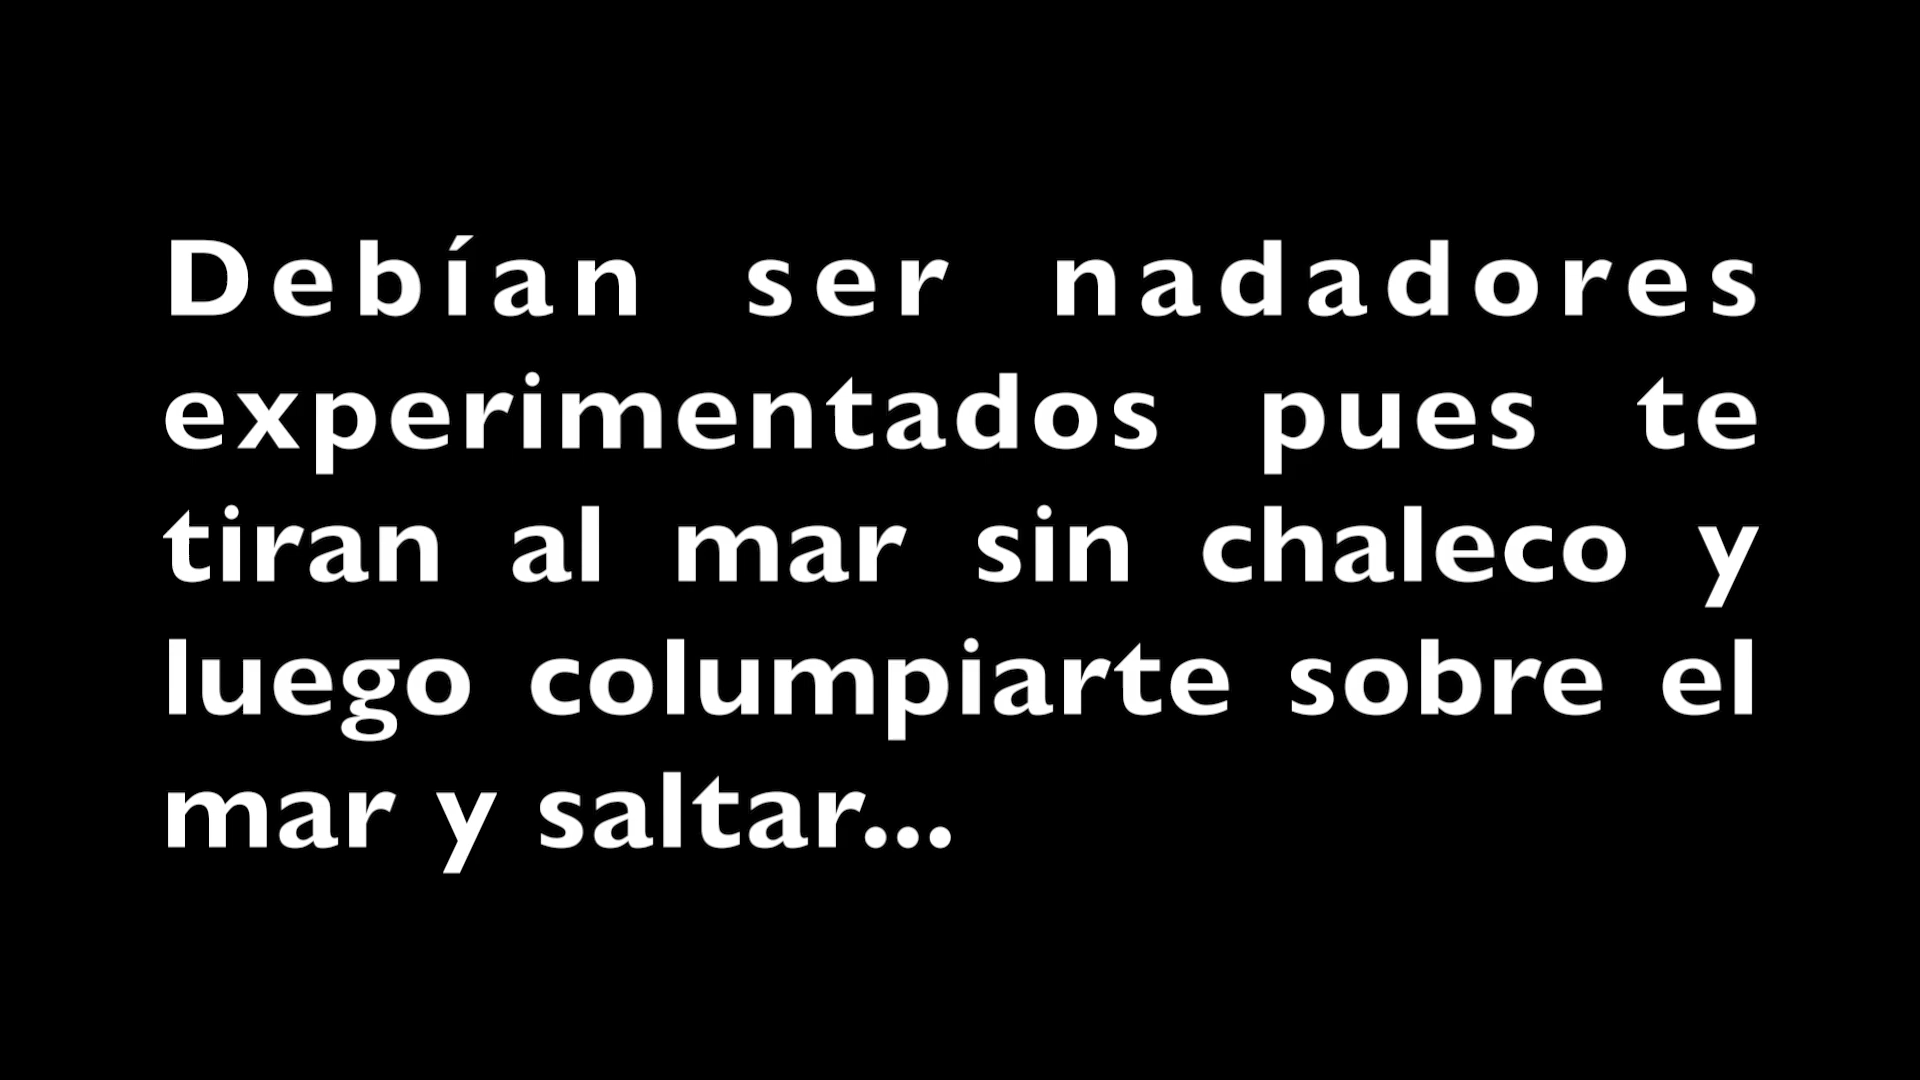 Debían ser nadadores
experimentados pues te
tiran al mar sin chaleco y
luego columpiarte sobre el
mar y saltar...